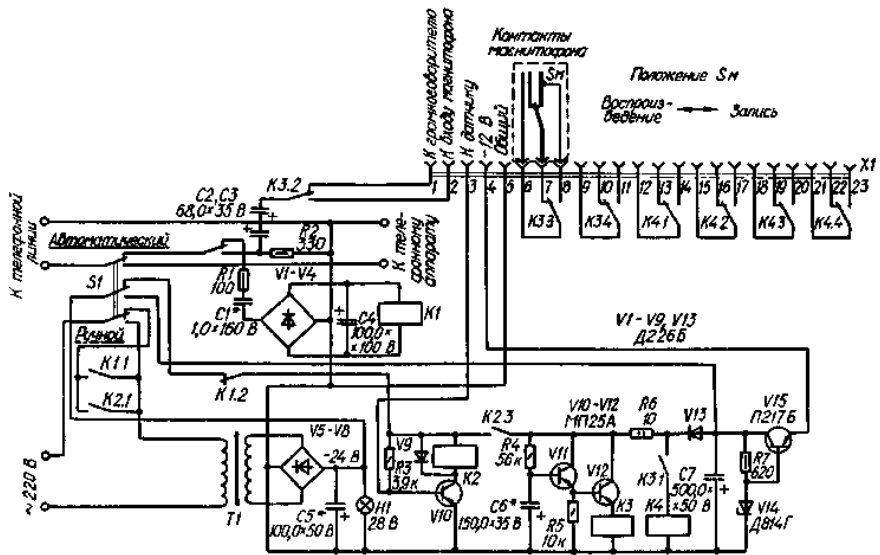 Контакты
магнитофона
Sм
Положение Sм
Воспроиз-
ведение
Запись
К громкоговорителю
К входу магнитофона
К датчику
-12 В
Общий
X1
1 2 3 4 5 6 7 8 9 10 11 12 13 14 15 16 17 18 19 20 21 22 23
K3.2
C2, C3
68,0×35 В
K3.3
K3.4
K4.1
K4.2
K4.3
K4.4
К телефонной
линии
Автоматический
R2
330
К теле-
фонному
аппарату
S1
R1
100
V1-V4
C1*
1,0×160 В
C4
100,0×
×100 В
K1
Ручной
K1.1
K2.1
K1.2
V1-V9, V13
Д226Б
~220 В
T1
V5-V8
-24 В
C5*
100,0×50 В
H1
28 В
V9
R3
3,9к
K2
V10
K2.3
R4
56к
C6*
150,0×35 В
V10-V12
МП25А
V11
V12
R5
10к
K3
R6
10
K3.1
K4
V13
C7
500,0×
×50 В
V15
П217Б
R7
620
V14
Д814Г